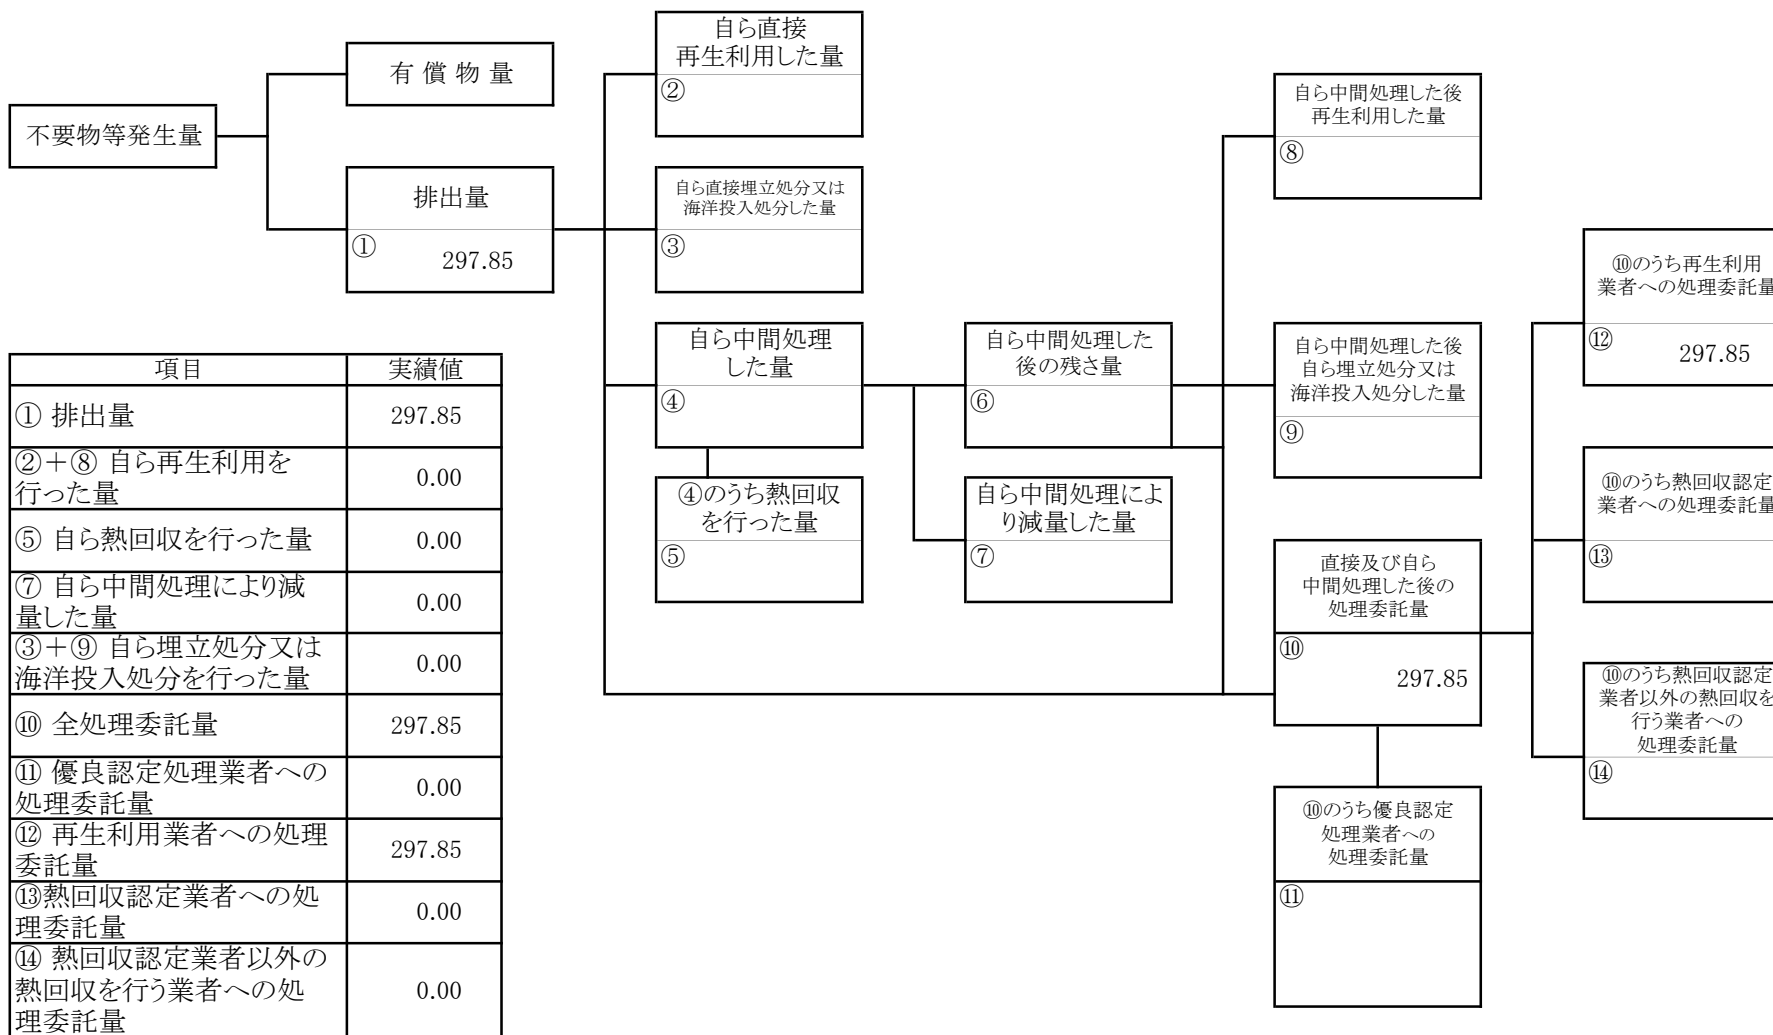 不要物等発生量
有償物量
排出量
①
297.85
自ら直接
再生利用した量
②
自ら直接埋立処分又は
海洋投入処分した量
③
自ら中間処理
した量
④
④のうち熱回収
を行った量
⑤
自ら中間処理した
後の残さ量
⑥
自ら中間処理によ
り減量した量
⑦
自ら中間処理した後
再生利用した量
⑧
自ら中間処理した後
自ら埋立処分又は
海洋投入処分した量
⑨
直接及び自ら
中間処理した後の
処理委託量
⑩
297.85
⑩のうち優良認定
処理業者への
処理委託量
⑪
⑩のうち再生利用
業者への処理委託量
⑫
297.85
⑩のうち熱回収認定
業者への処理委託量
⑬
⑩のうち熱回収認定
業者以外の熱回収を
行う業者への
処理委託量
⑭
項目 実績値
① 排出量 297.85
②+⑧ 自ら再生利用を
行った量 0.00
⑤ 自ら熱回収を行った量 0.00
⑦ 自ら中間処理により減
量した量 0.00
③+⑨ 自ら埋立処分又は
海洋投入処分を行った量 0.00
⑩ 全処理委託量 297.85
⑪ 優良認定処理業者への
処理委託量 0.00
⑫ 再生利用業者への処理
委託量 297.85
⑬熱回収認定業者への処
理委託量 0.00
⑭ 熱回収認定業者以外の
熱回収を行う業者への処
理委託量 0.00